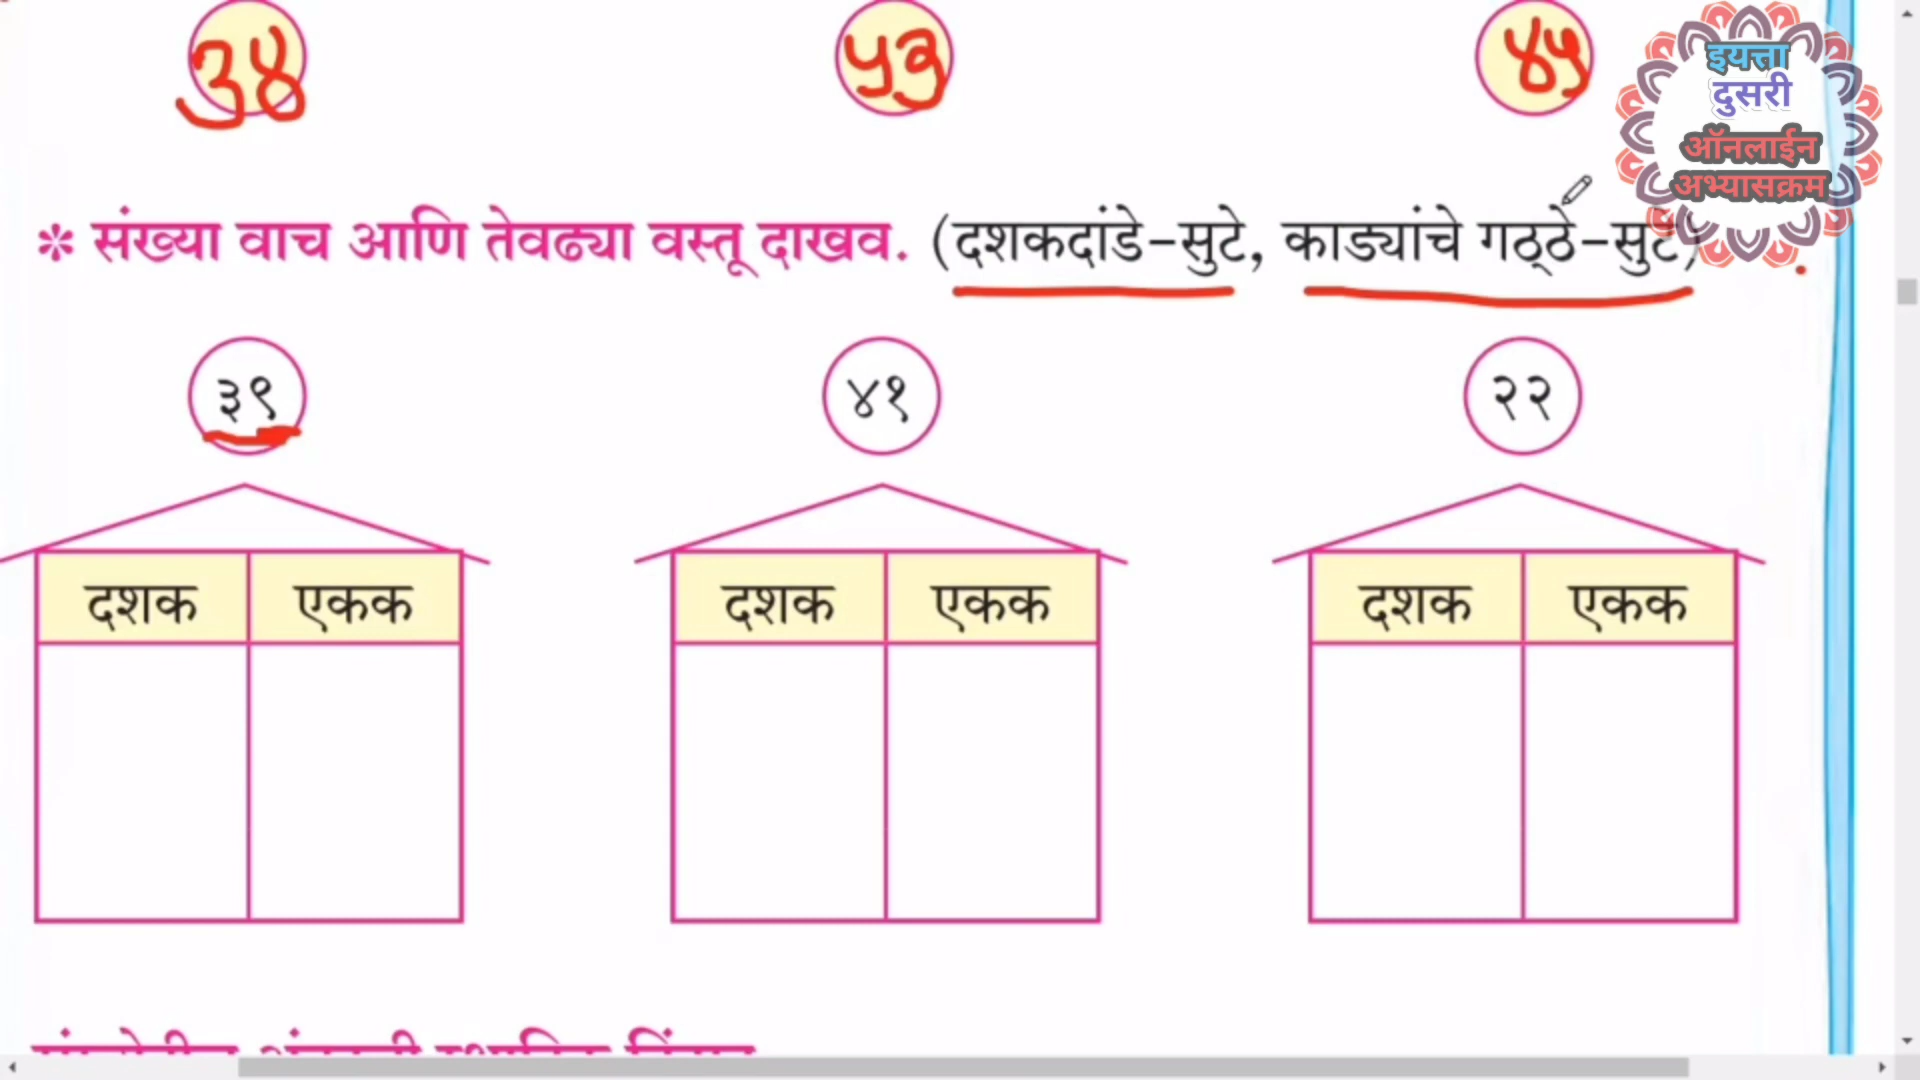 ३४ ५३ ४५
इयत्ता
दुसरी
ऑनलाईन
अभ्यासक्रम
* संख्या वाच आणि तेवढ्या वस्तू दाखव. (दशकदांडे-सुटे, काड्यांचे गठ्ठे-सुटे)
३९ ४१ २२
दशक एकक दशक एकक दशक एकक